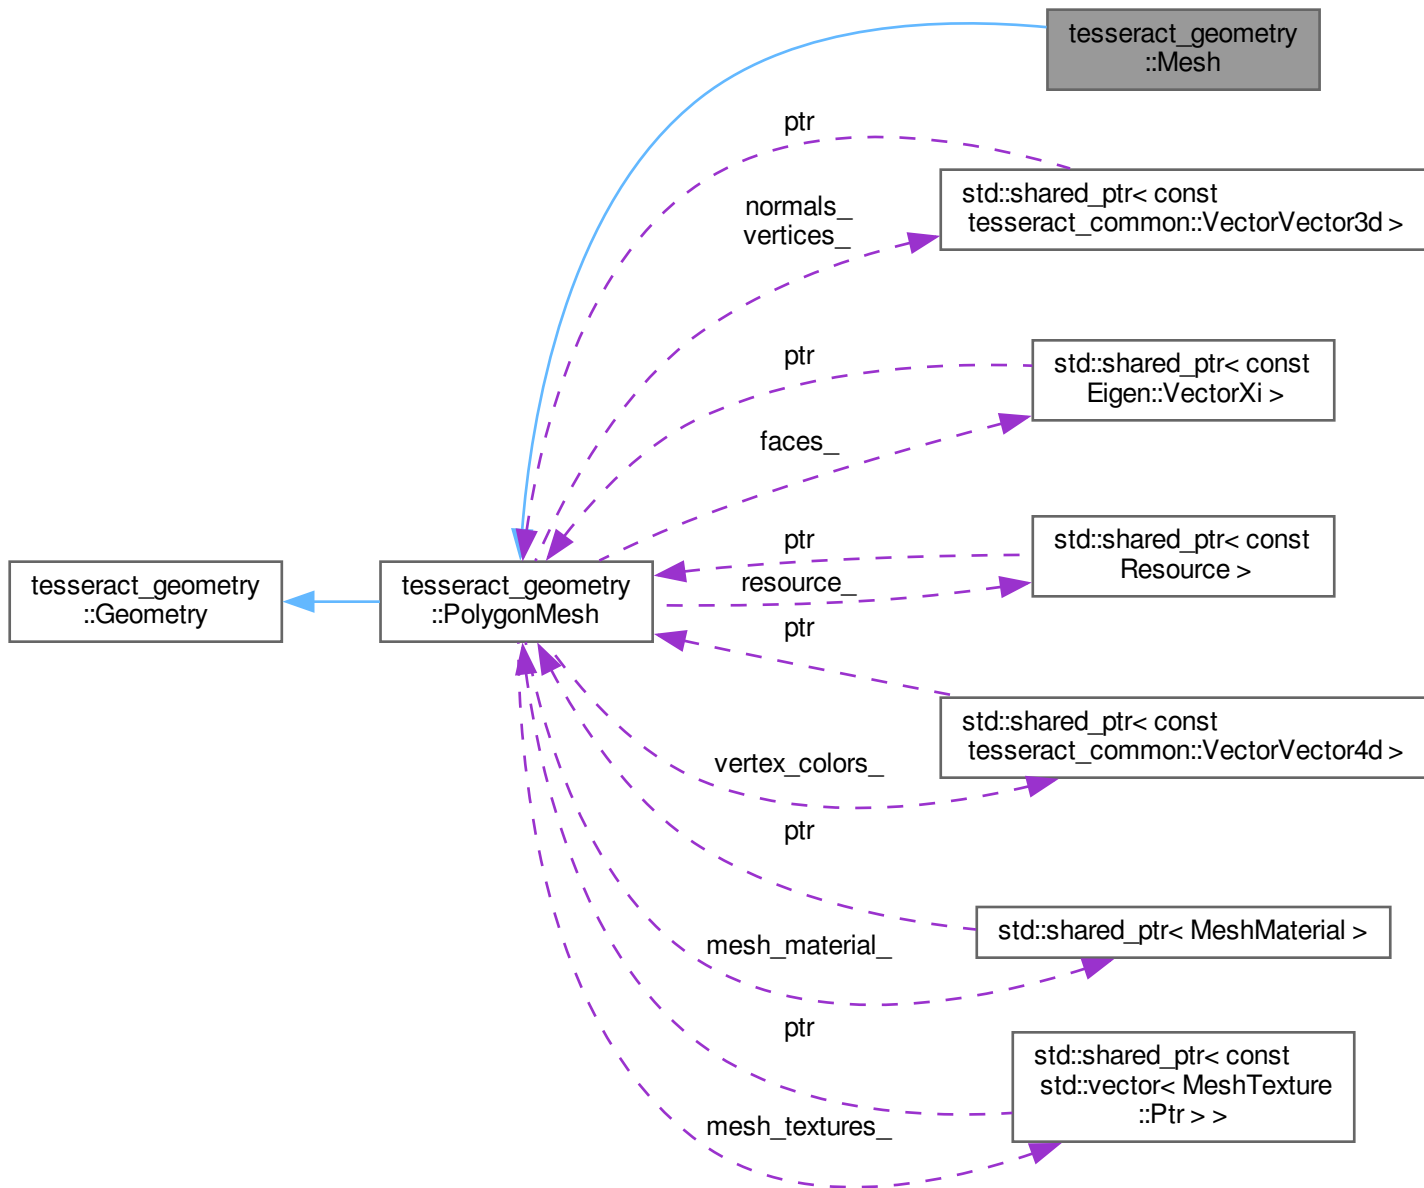 tesseract_geometry
::Mesh
ptr
std::shared_ptr< const
tesseract_common::VectorVector3d >
normals_
vertices_
std::shared_ptr< const
Eigen::VectorXi >
ptr
faces_
std::shared_ptr< const
Resource >
ptr
resource_
tesseract_geometry
::Geometry
tesseract_geometry
::PolygonMesh
ptr
std::shared_ptr< const
tesseract_common::VectorVector4d >
vertex_colors_
ptr
std::shared_ptr< MeshMaterial >
mesh_material_
ptr
std::shared_ptr< const
std::vector< MeshTexture
::Ptr > >
mesh_textures_